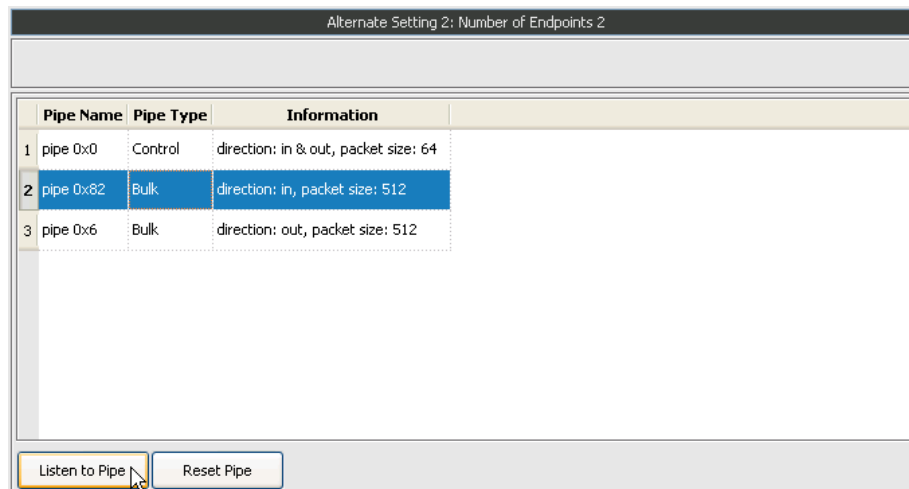 Alternate Setting 2: Number of Endpoints 2
Pipe Name Pipe Type Information
1 pipe 0x0 Control direction: in & out, packet size: 64
2 pipe 0x82 Bulk direction: in, packet size: 512
3 pipe 0x6 Bulk direction: out, packet size: 512
Listen to Pipe Reset Pipe